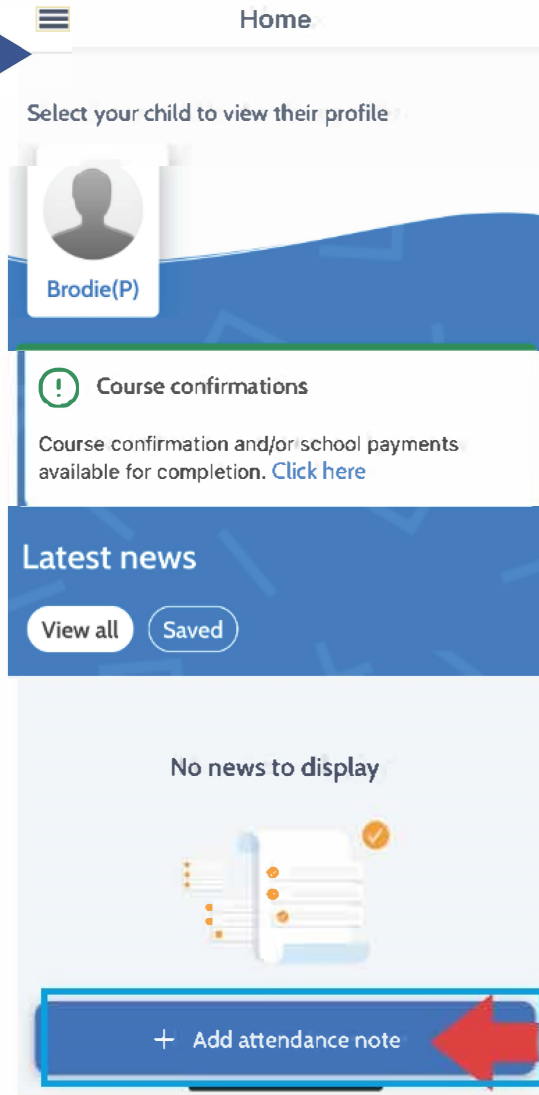 Home
Select your child to view their profile
Brodie(P)
Course confirmations
Course confirmation and/or school payments
available for completion. Click here
Latest news
View all
Saved
No news to display
+ Add attendance note